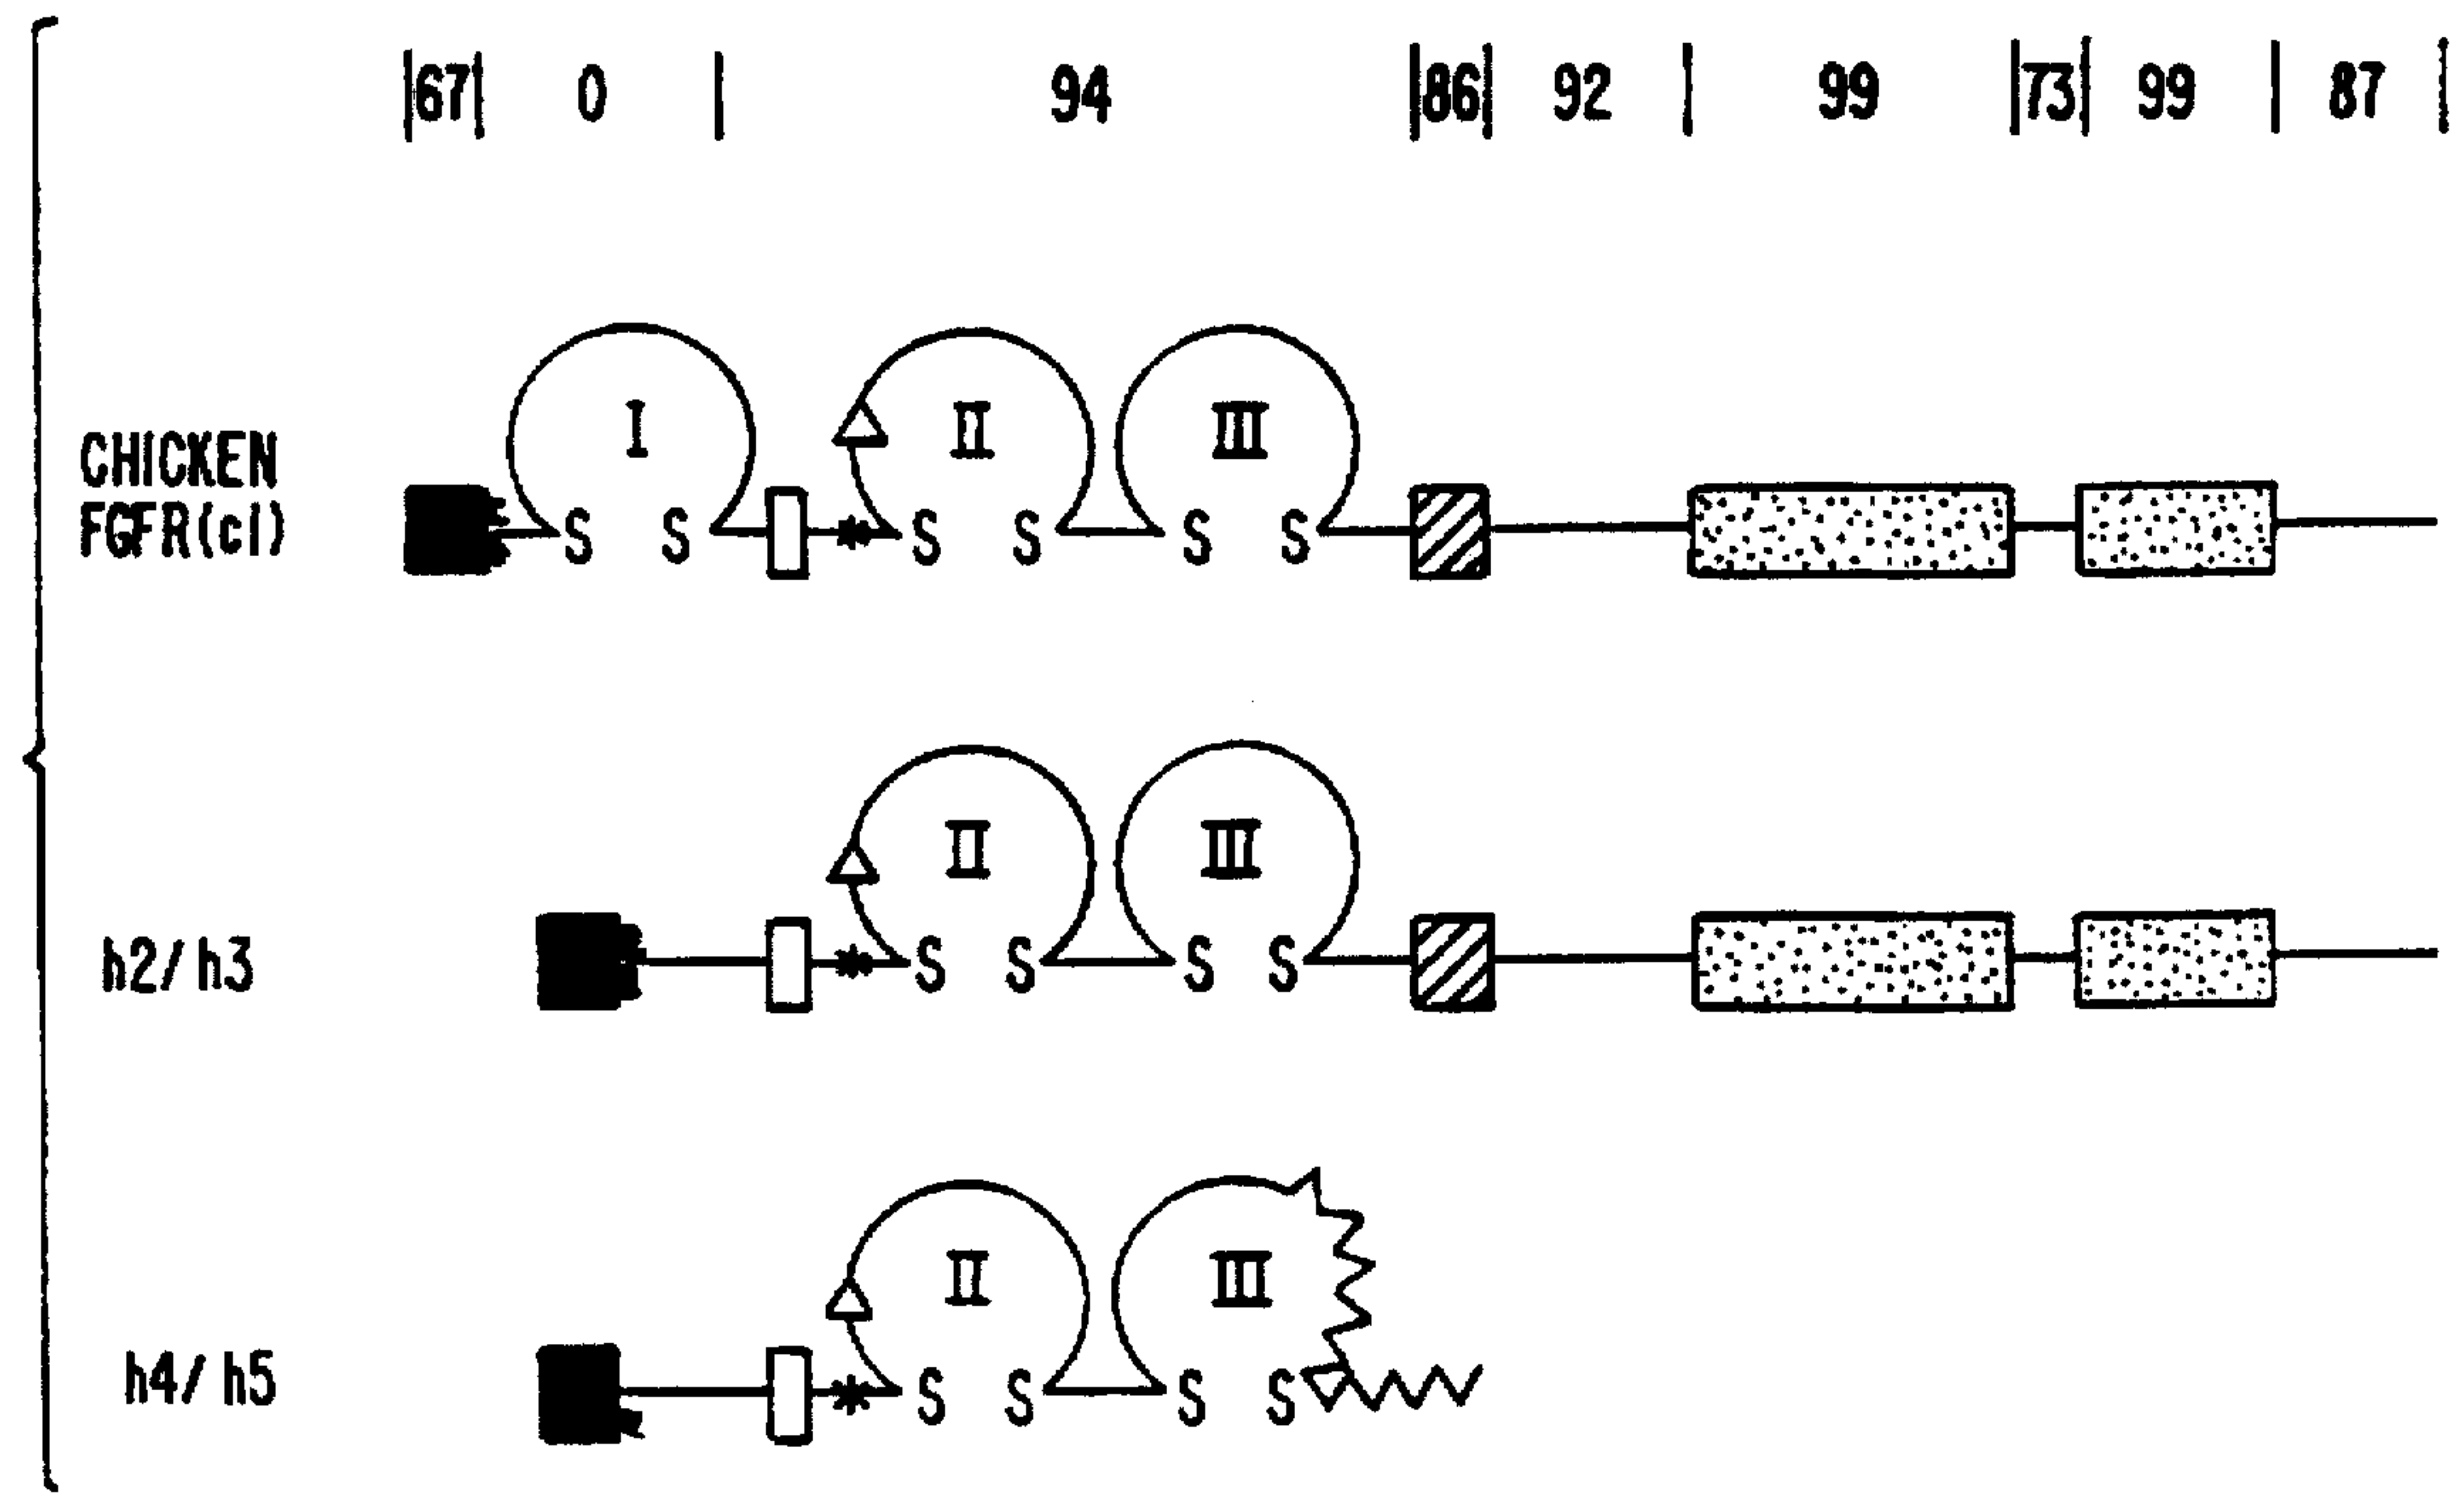 67 0 94 86 92 99 73 99 87
I II III
CHICKEN
FGFR(c1)
S S * S S S S
II III
h2/h3
* S S S S
II III
h4/h5
* S S S S